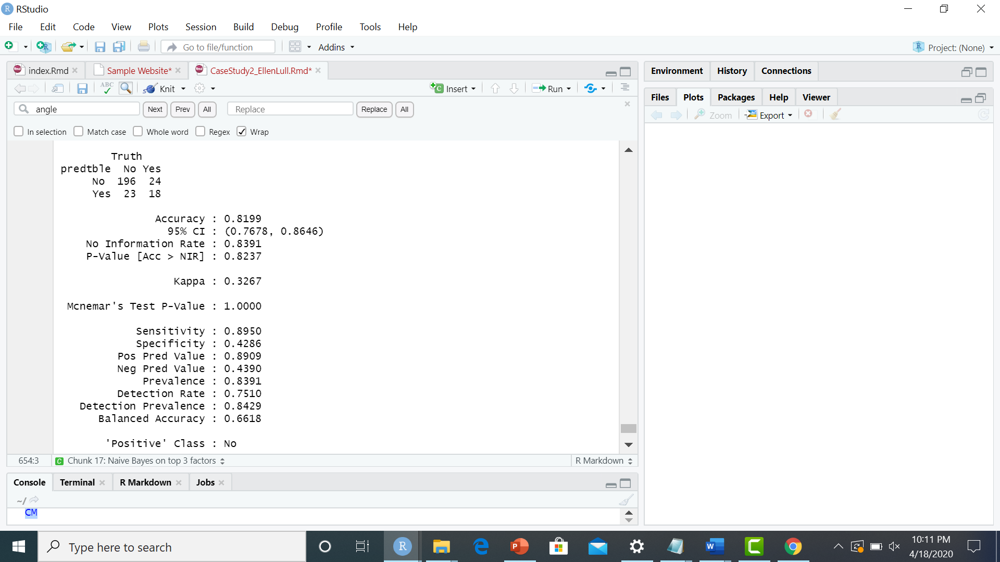 RStudio
File Edit Code View Plots Session Build Debug Profile Tools Help
Go to file/function Addins Project: (None)
index.Rmd Sample Website* CaseStudy2_EllenLull.Rmd*
ABC Knit Insert Run
angle Next Prev All Replace Replace All
In selection Match case Whole word Regex Wrap
Truth
predtble No Yes
No 196 24
Yes 23 18
Accuracy : 0.8199
95% CI : (0.7678, 0.8646)
No Information Rate : 0.8391
P-Value [Acc > NIR] : 0.8237
Kappa : 0.3267
Mcnemar's Test P-Value : 1.0000
Sensitivity : 0.8950
Specificity : 0.4286
Pos Pred Value : 0.8909
Neg Pred Value : 0.4390
Prevalence : 0.8391
Detection Rate : 0.7510
Detection Prevalence : 0.8429
Balanced Accuracy : 0.6618
'Positive' Class : No
654:3 Chunk 17: Naive Bayes on top 3 factors R Markdown
Console Terminal R Markdown Jobs
~/
CM
Environment History Connections
Files Plots Packages Help Viewer
Zoom Export
Type here to search
10:11 PM
4/18/2020